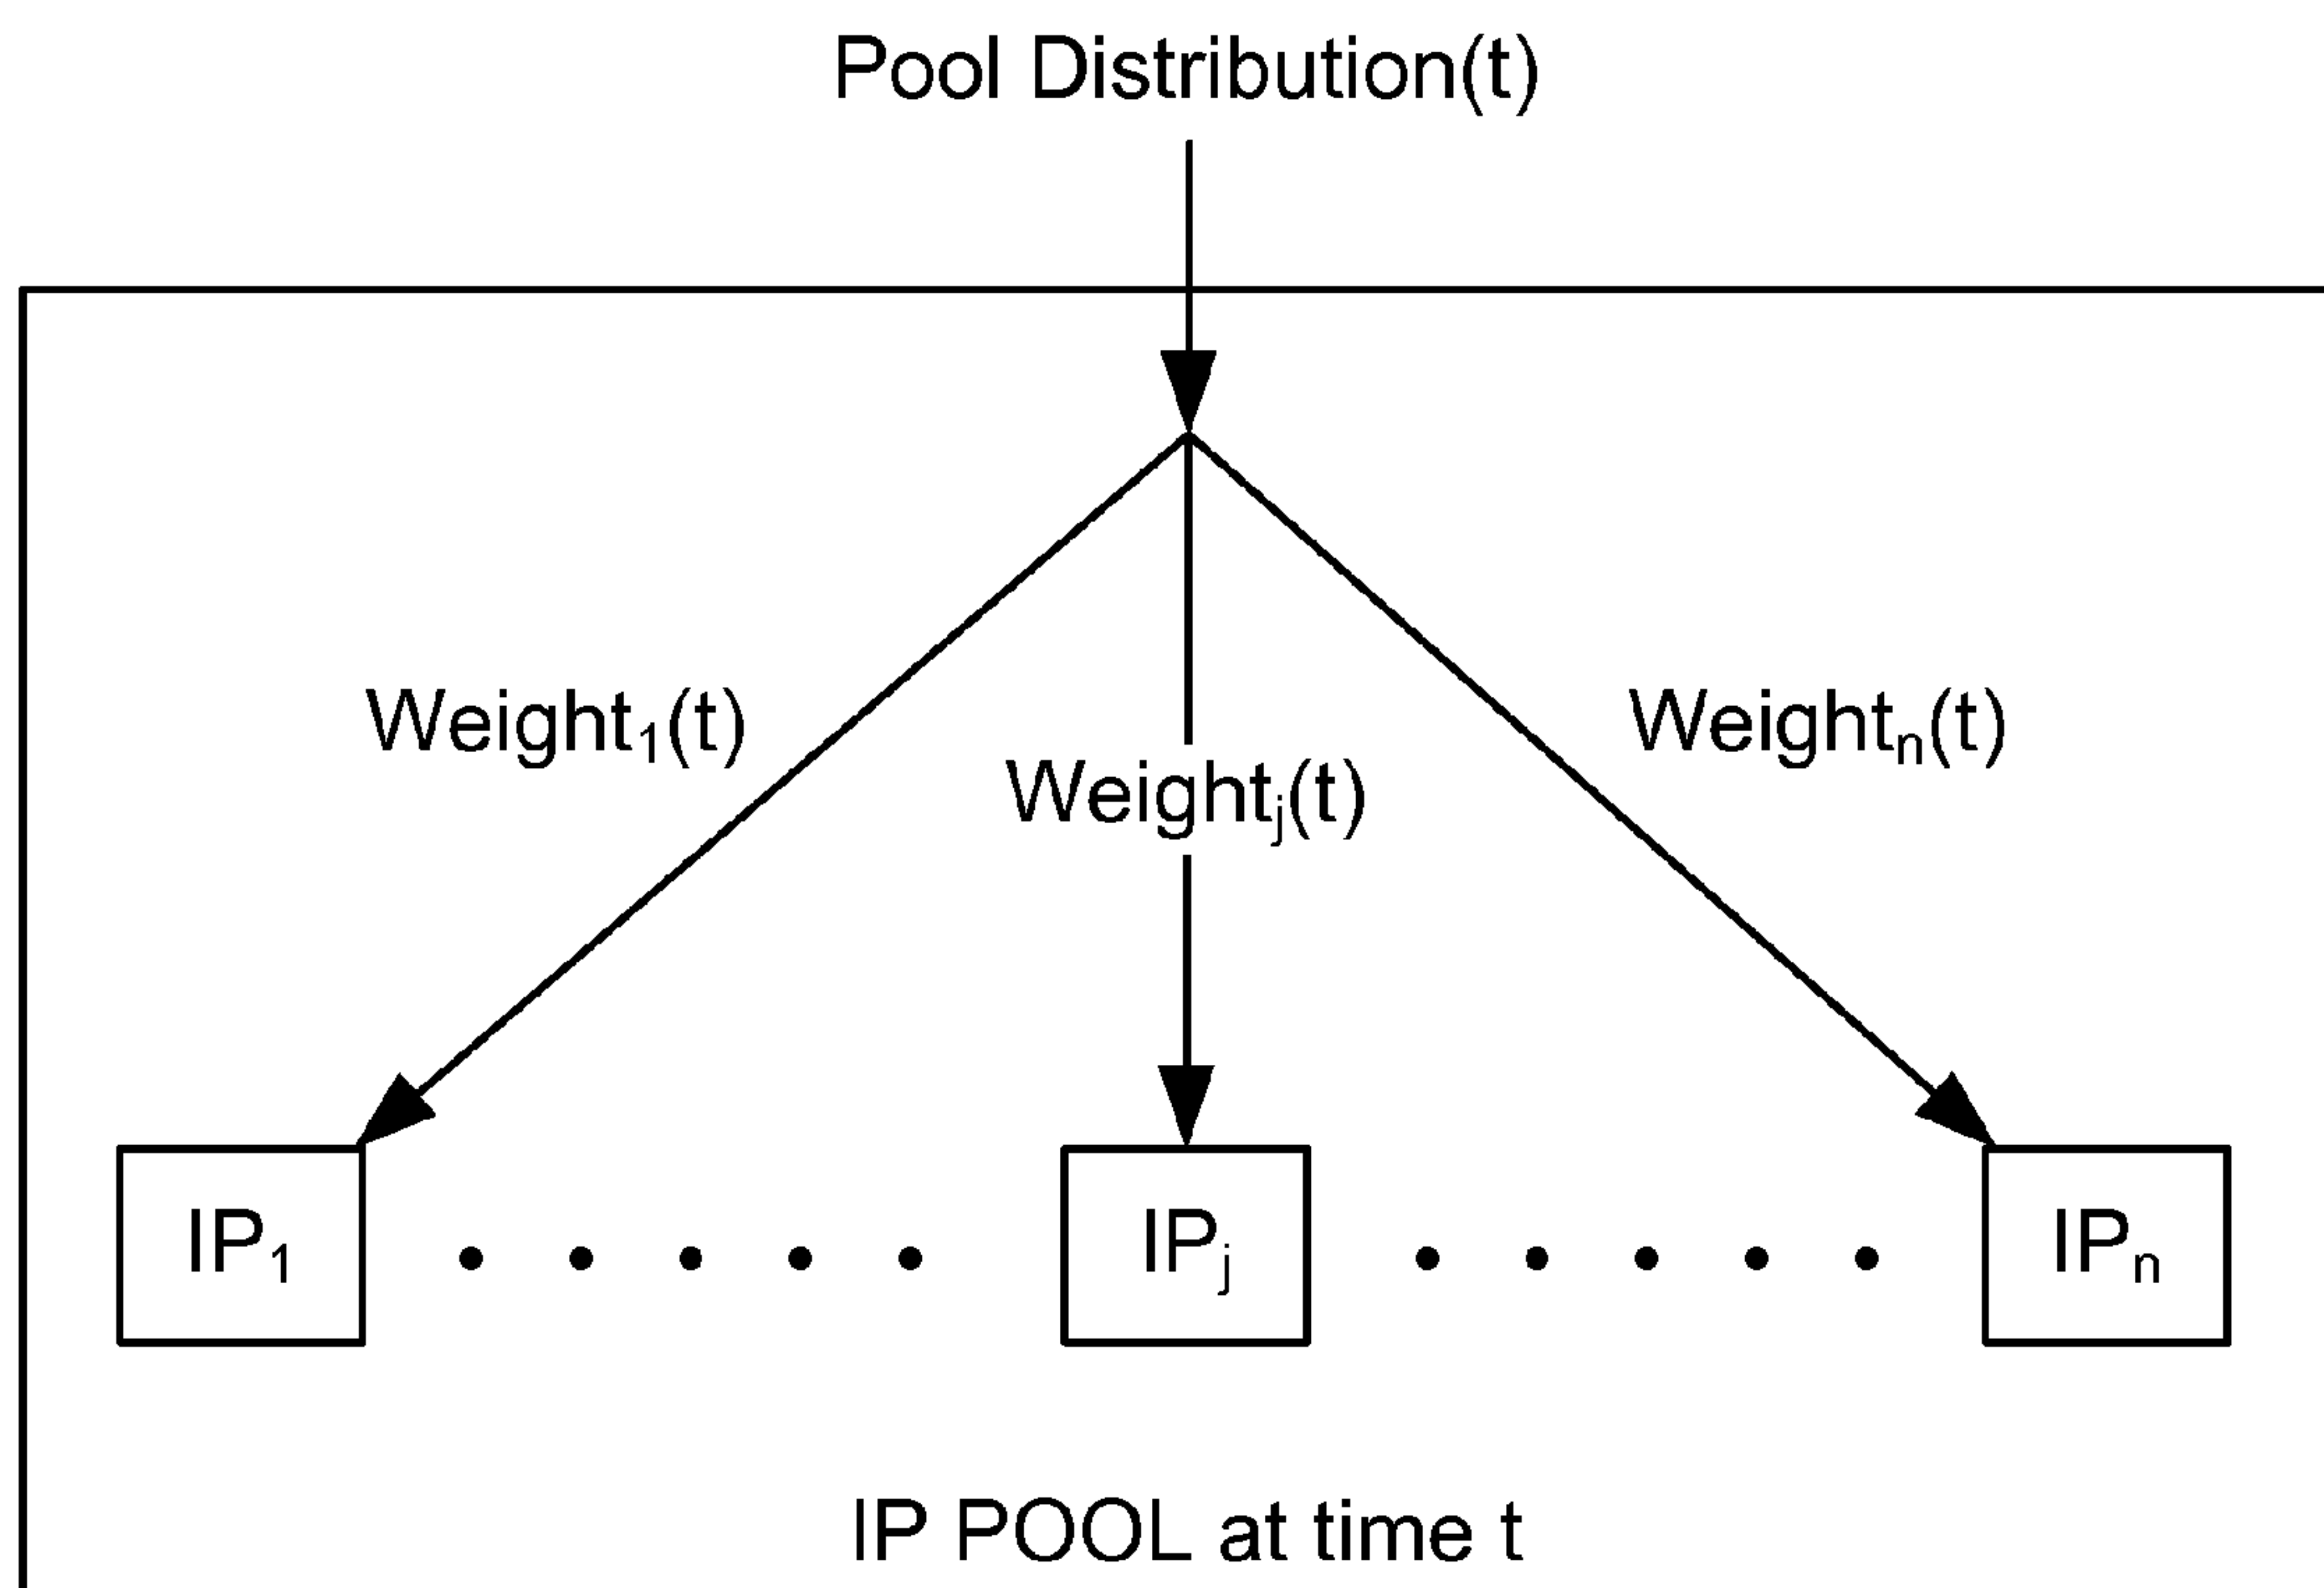 Pool Distribution(t)
Weight₁(t)
Weightₙ(t)
Weightⱼ(t)
IP₁
IPⱼ
IPₙ
IP POOL at time t